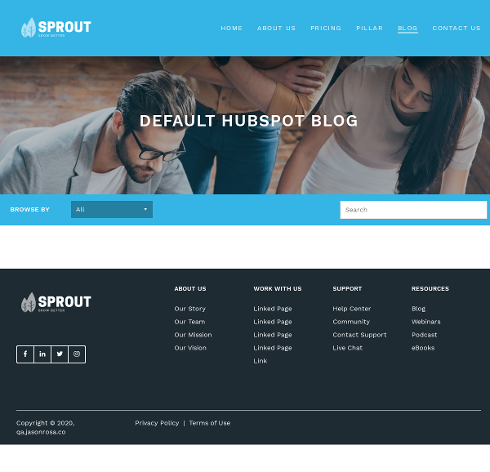 SPROUT
GROW BETTER
HOME ABOUT US PRICING PILLAR BLOG CONTACT US
DEFAULT HUBSPOT BLOG
BROWSE BY All Search
SPROUT
GROW BETTER
ABOUT US
Our Story
Our Team
Our Mission
Our Vision
WORK WITH US
Linked Page
Linked Page
Linked Page
Linked Page
Link
SUPPORT
Help Center
Community
Contact Support
Live Chat
RESOURCES
Blog
Webinars
Podcast
eBooks
Copyright © 2020,
qa.jasonrosa.co
Privacy Policy | Terms of Use